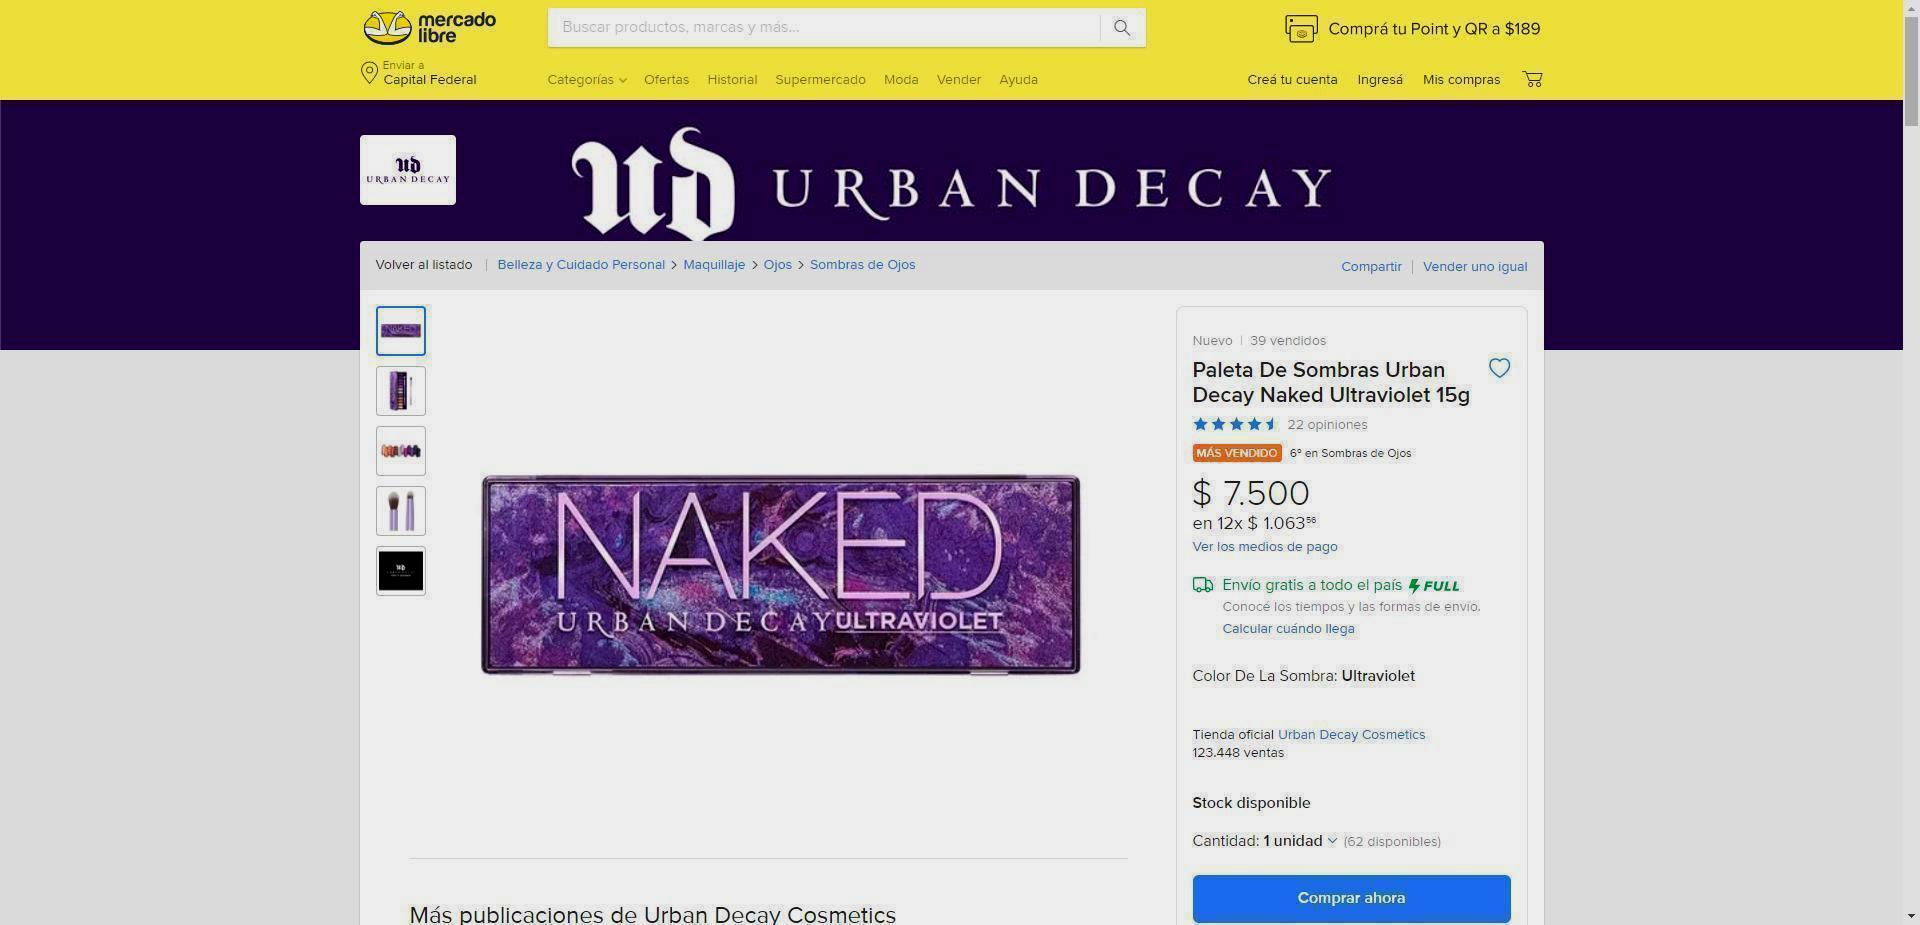 mercado
libre
Buscar productos, marcas y más...
Comprá tu Point y QR a $189
Enviar a
Capital Federal
Categorías
Ofertas
Historial
Supermercado
Moda
Vender
Ayuda
Creá tu cuenta
Ingresá
Mis compras
ud
URBAN DECAY
ud URBAN DECAY
Volver al listado
Belleza y Cuidado Personal > Maquillaje > Ojos > Sombras de Ojos
Compartir
Vender uno igual
NAKED
Nuevo | 39 vendidos
Paleta De Sombras Urban
Decay Naked Ultraviolet 15g
22 opiniones
MÁS VENDIDO 6º en Sombras de Ojos
$ 7.500
en 12x $ 1.063⁵⁶
Ver los medios de pago
Envío gratis a todo el país FULL
Conocé los tiempos y las formas de envío.
Calcular cuándo llega
NAKED
URBAN DECAY ULTRAVIOLET
Color De La Sombra: Ultraviolet
Tienda oficial Urban Decay Cosmetics
123.448 ventas
Stock disponible
Cantidad: 1 unidad (62 disponibles)
Comprar ahora
Más publicaciones de Urban Decay Cosmetics